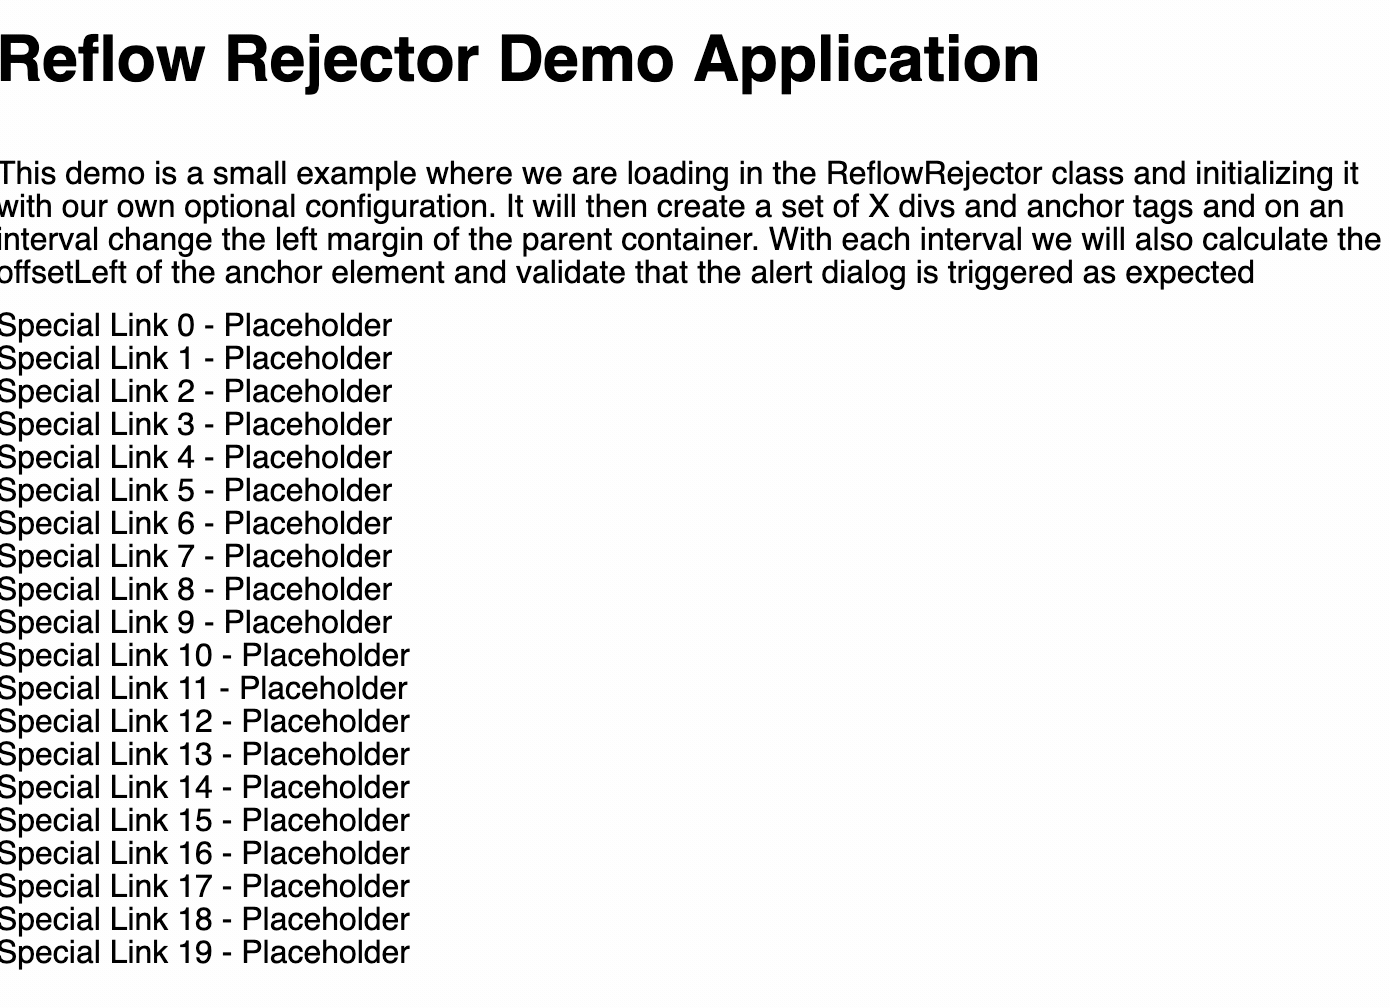 Reflow Rejector Demo Application
This demo is a small example where we are loading in the ReflowRejector class and initializing it
with our own optional configuration. It will then create a set of X divs and anchor tags and on an
interval change the left margin of the parent container. With each interval we will also calculate the
offsetLeft of the anchor element and validate that the alert dialog is triggered as expected
Special Link 0 - Placeholder
Special Link 1 - Placeholder
Special Link 2 - Placeholder
Special Link 3 - Placeholder
Special Link 4 - Placeholder
Special Link 5 - Placeholder
Special Link 6 - Placeholder
Special Link 7 - Placeholder
Special Link 8 - Placeholder
Special Link 9 - Placeholder
Special Link 10 - Placeholder
Special Link 11 - Placeholder
Special Link 12 - Placeholder
Special Link 13 - Placeholder
Special Link 14 - Placeholder
Special Link 15 - Placeholder
Special Link 16 - Placeholder
Special Link 17 - Placeholder
Special Link 18 - Placeholder
Special Link 19 - Placeholder